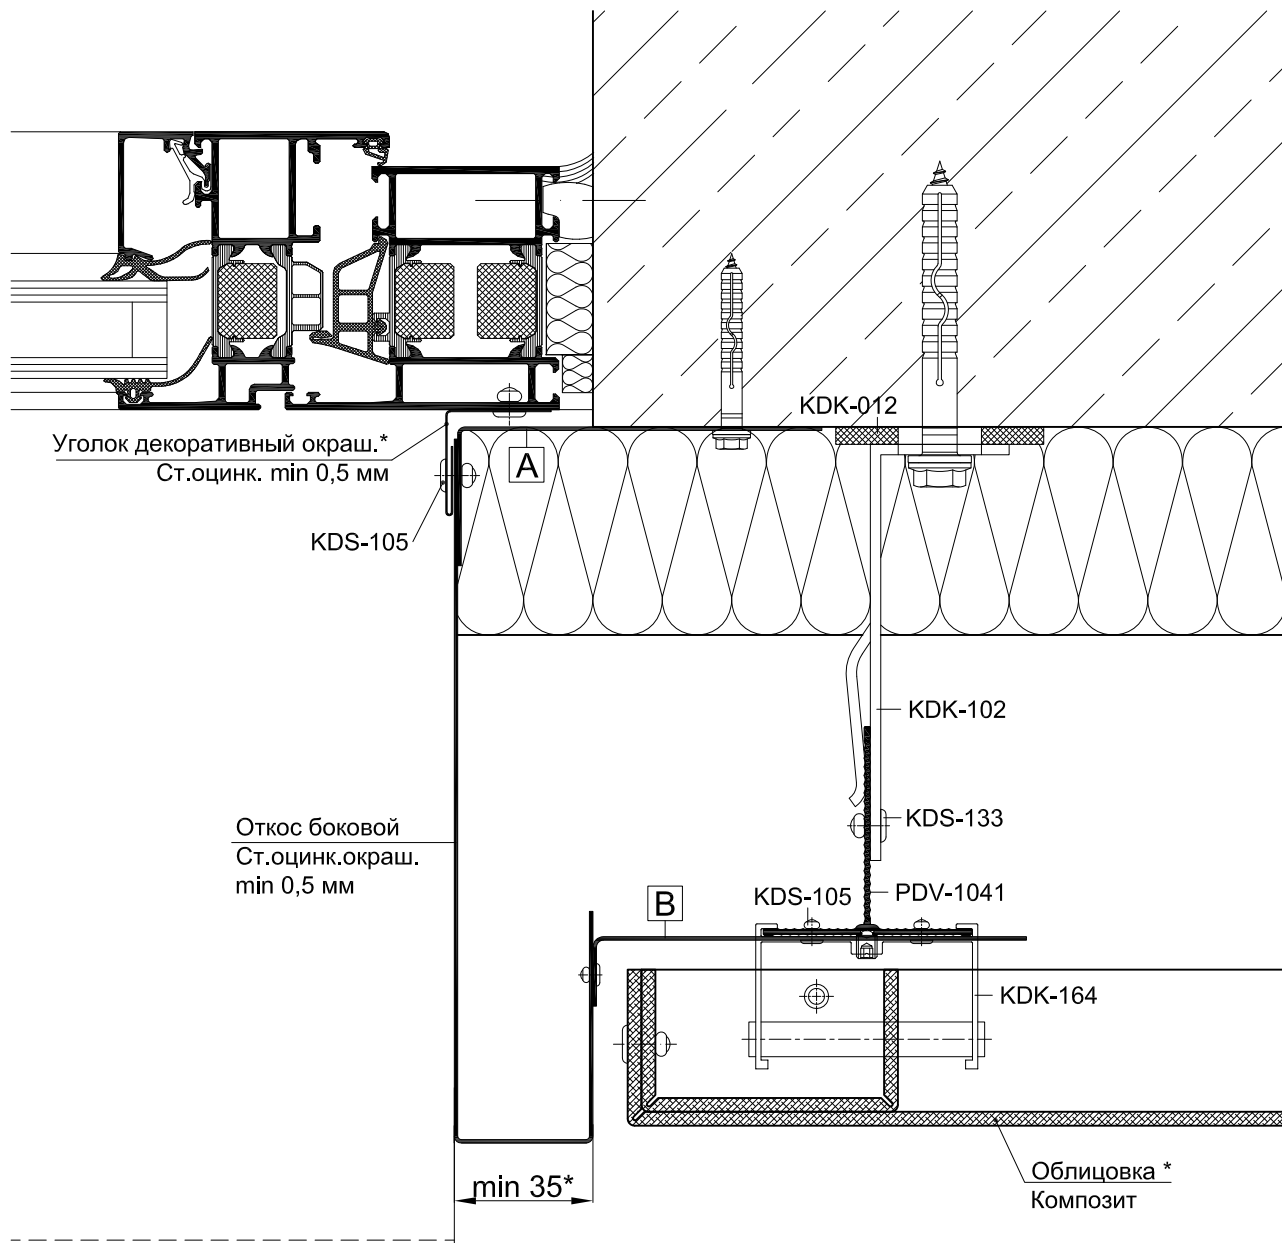 KDK-012
Уголок декоративный окраш.*
Ст.оцинк. min 0,5 мм
A
KDS-105
KDK-102
Откос боковой
Ст.оцинк.окраш.
min 0,5 мм
KDS-133
B
KDS-105
PDV-1041
KDK-164
min 35*
Облицовка *
Композит